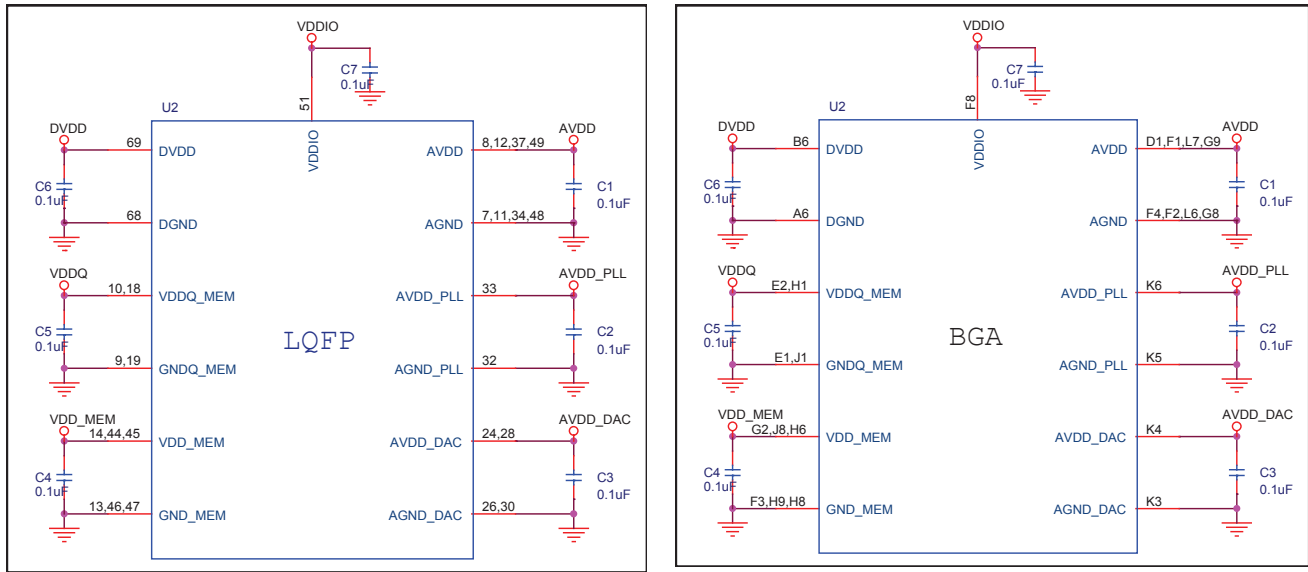 VDDIO
C7
0.1uF
51
U2
VDDIO
DVDD
69
DVDD
AVDD
8,12,37,49
AVDD
C6
0.1uF
C1
0.1uF
68
DGND
AGND
7,11,34,48
VDDQ
10,18
VDDQ_MEM
AVDD_PLL
33
AVDD_PLL
C5
0.1uF
LQFP
C2
0.1uF
9,19
GNDQ_MEM
AGND_PLL
32
VDD_MEM
14,44,45
VDD_MEM
AVDD_DAC
24,28
AVDD_DAC
C4
0.1uF
C3
0.1uF
13,46,47
GND_MEM
AGND_DAC
26,30
VDDIO
C7
0.1uF
F8
U2
VDDIO
DVDD
B6
DVDD
AVDD
D1,F1,L7,G9
AVDD
C6
0.1uF
C1
0.1uF
A6
DGND
AGND
F4,F2,L6,G8
VDDQ
E2,H1
VDDQ_MEM
AVDD_PLL
K6
AVDD_PLL
C5
0.1uF
BGA
C2
0.1uF
E1,J1
GNDQ_MEM
AGND_PLL
K5
VDD_MEM
G2,J8,H6
VDD_MEM
AVDD_DAC
K4
AVDD_DAC
C4
0.1uF
C3
0.1uF
F3,H9,H8
GND_MEM
AGND_DAC
K3